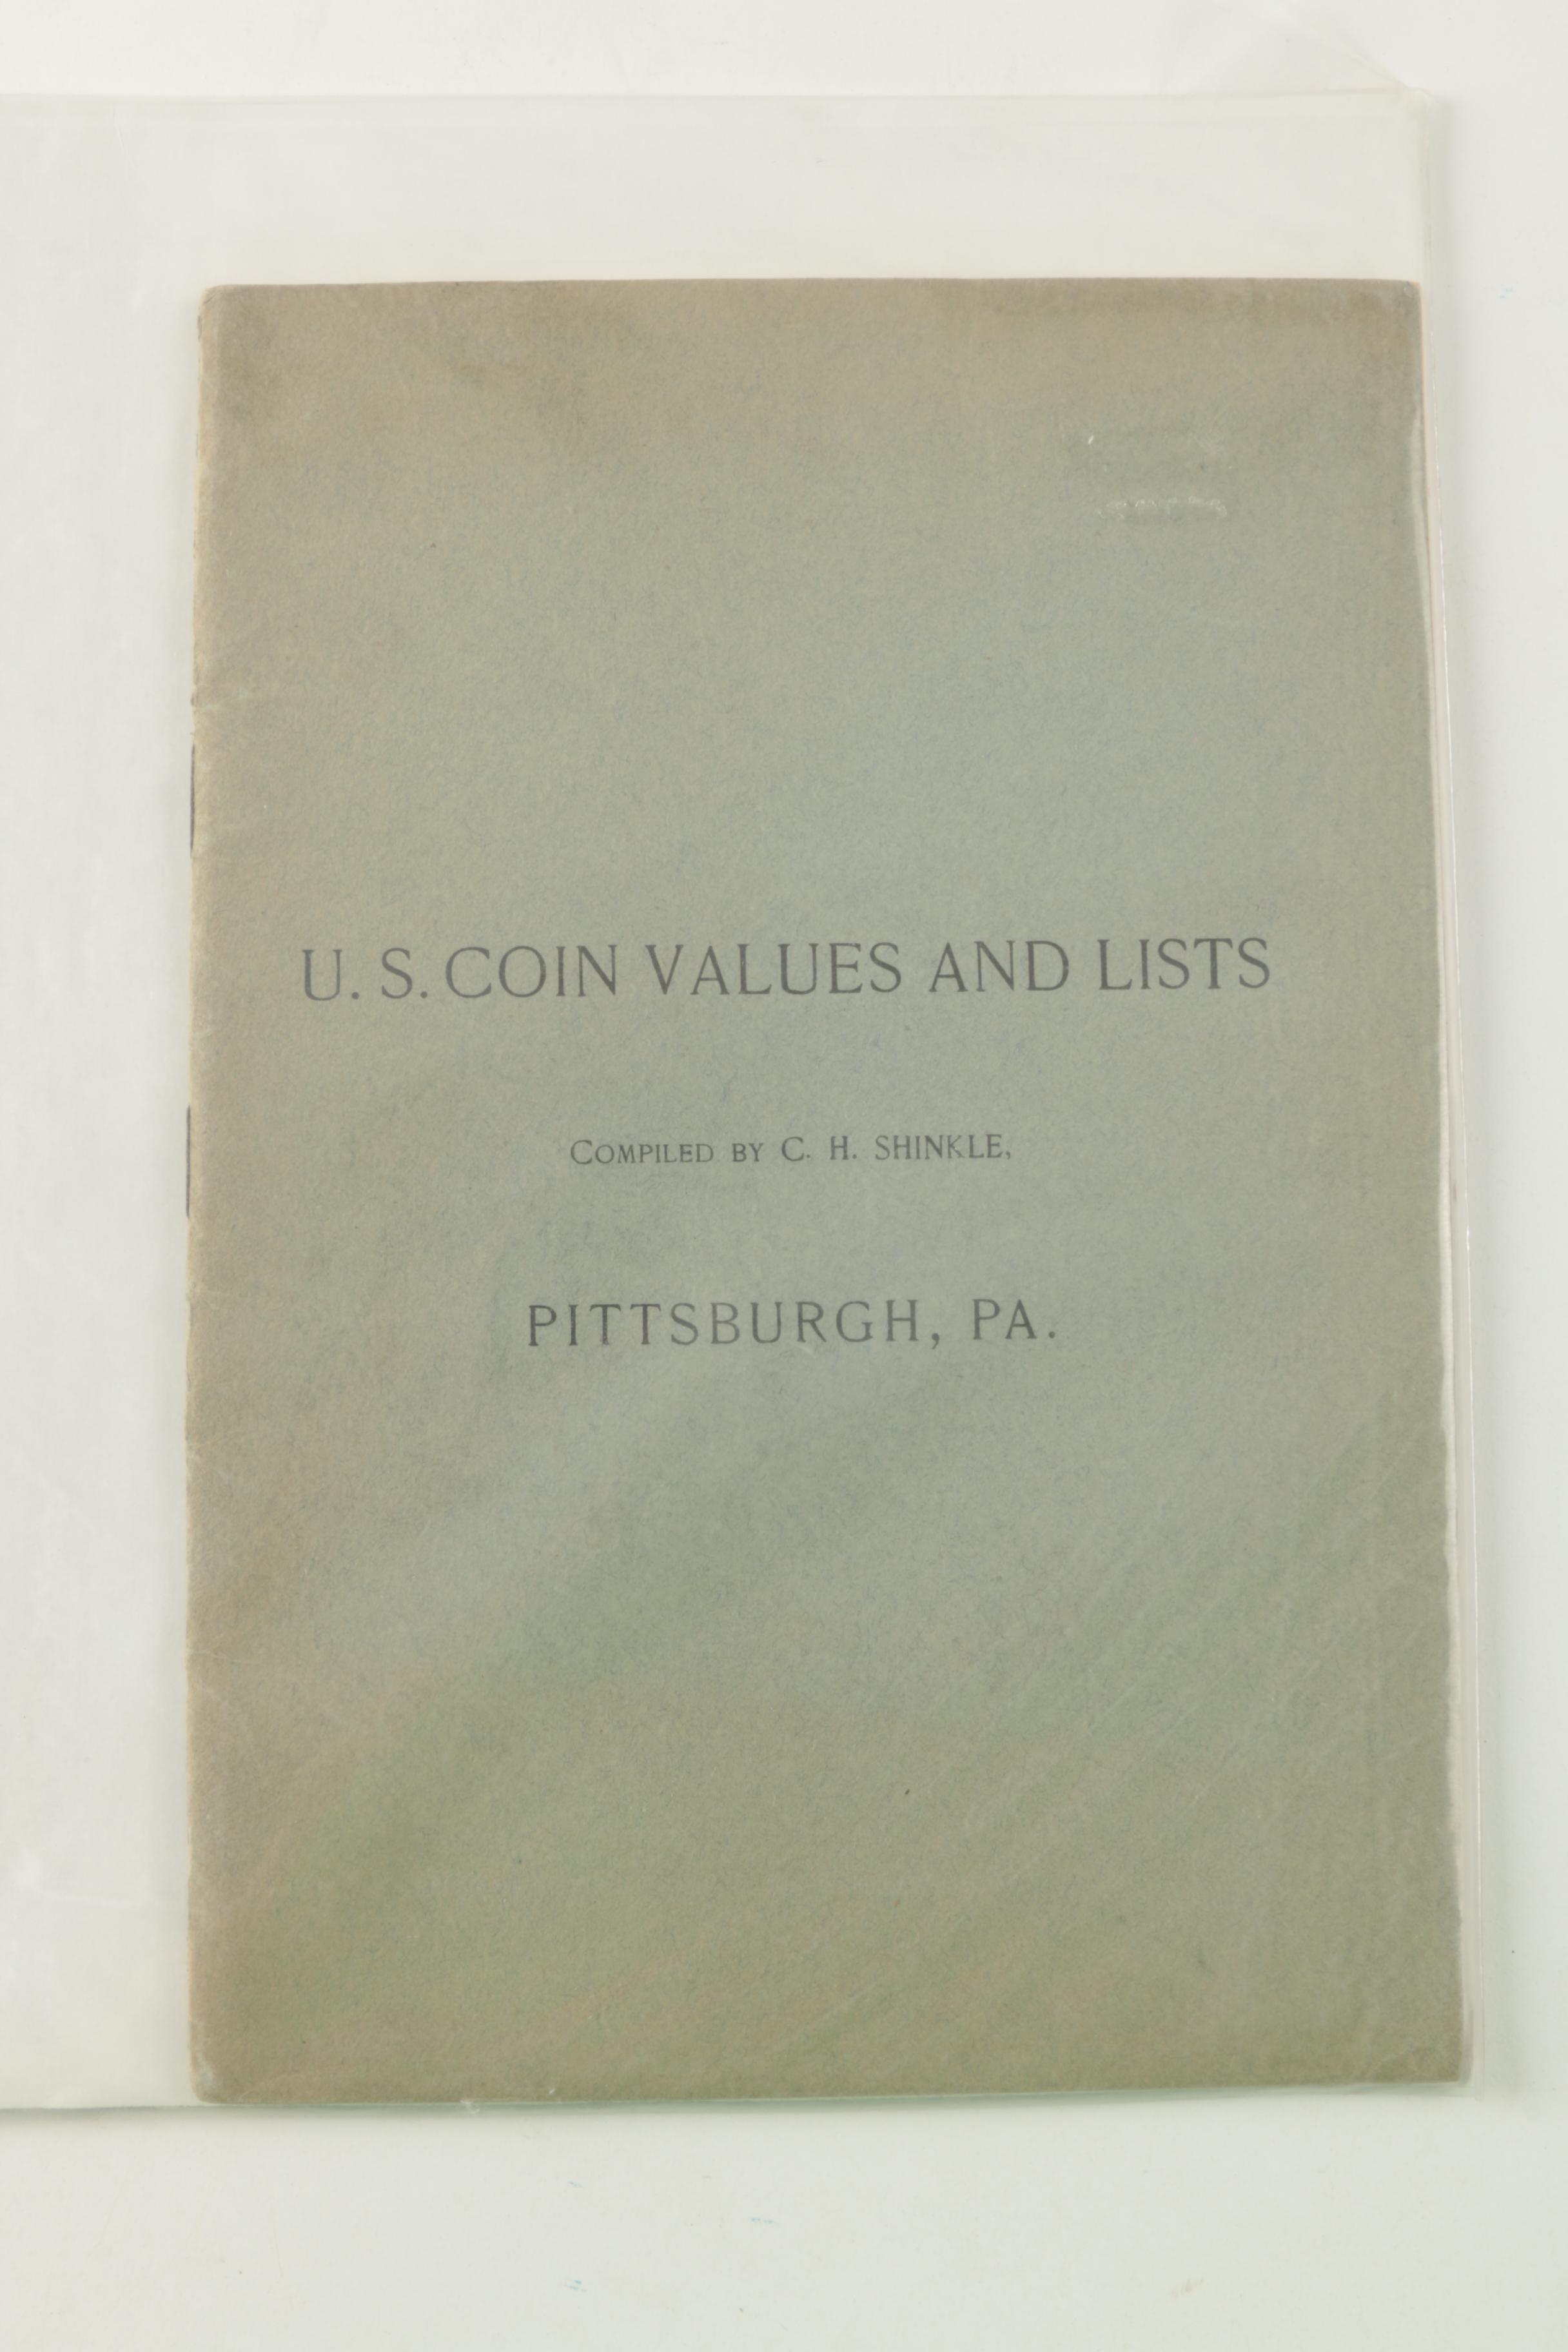 U. S. COIN VALUES AND LISTS
COMPILED BY C. H. SHINKLE,
PITTSBURGH, PA.